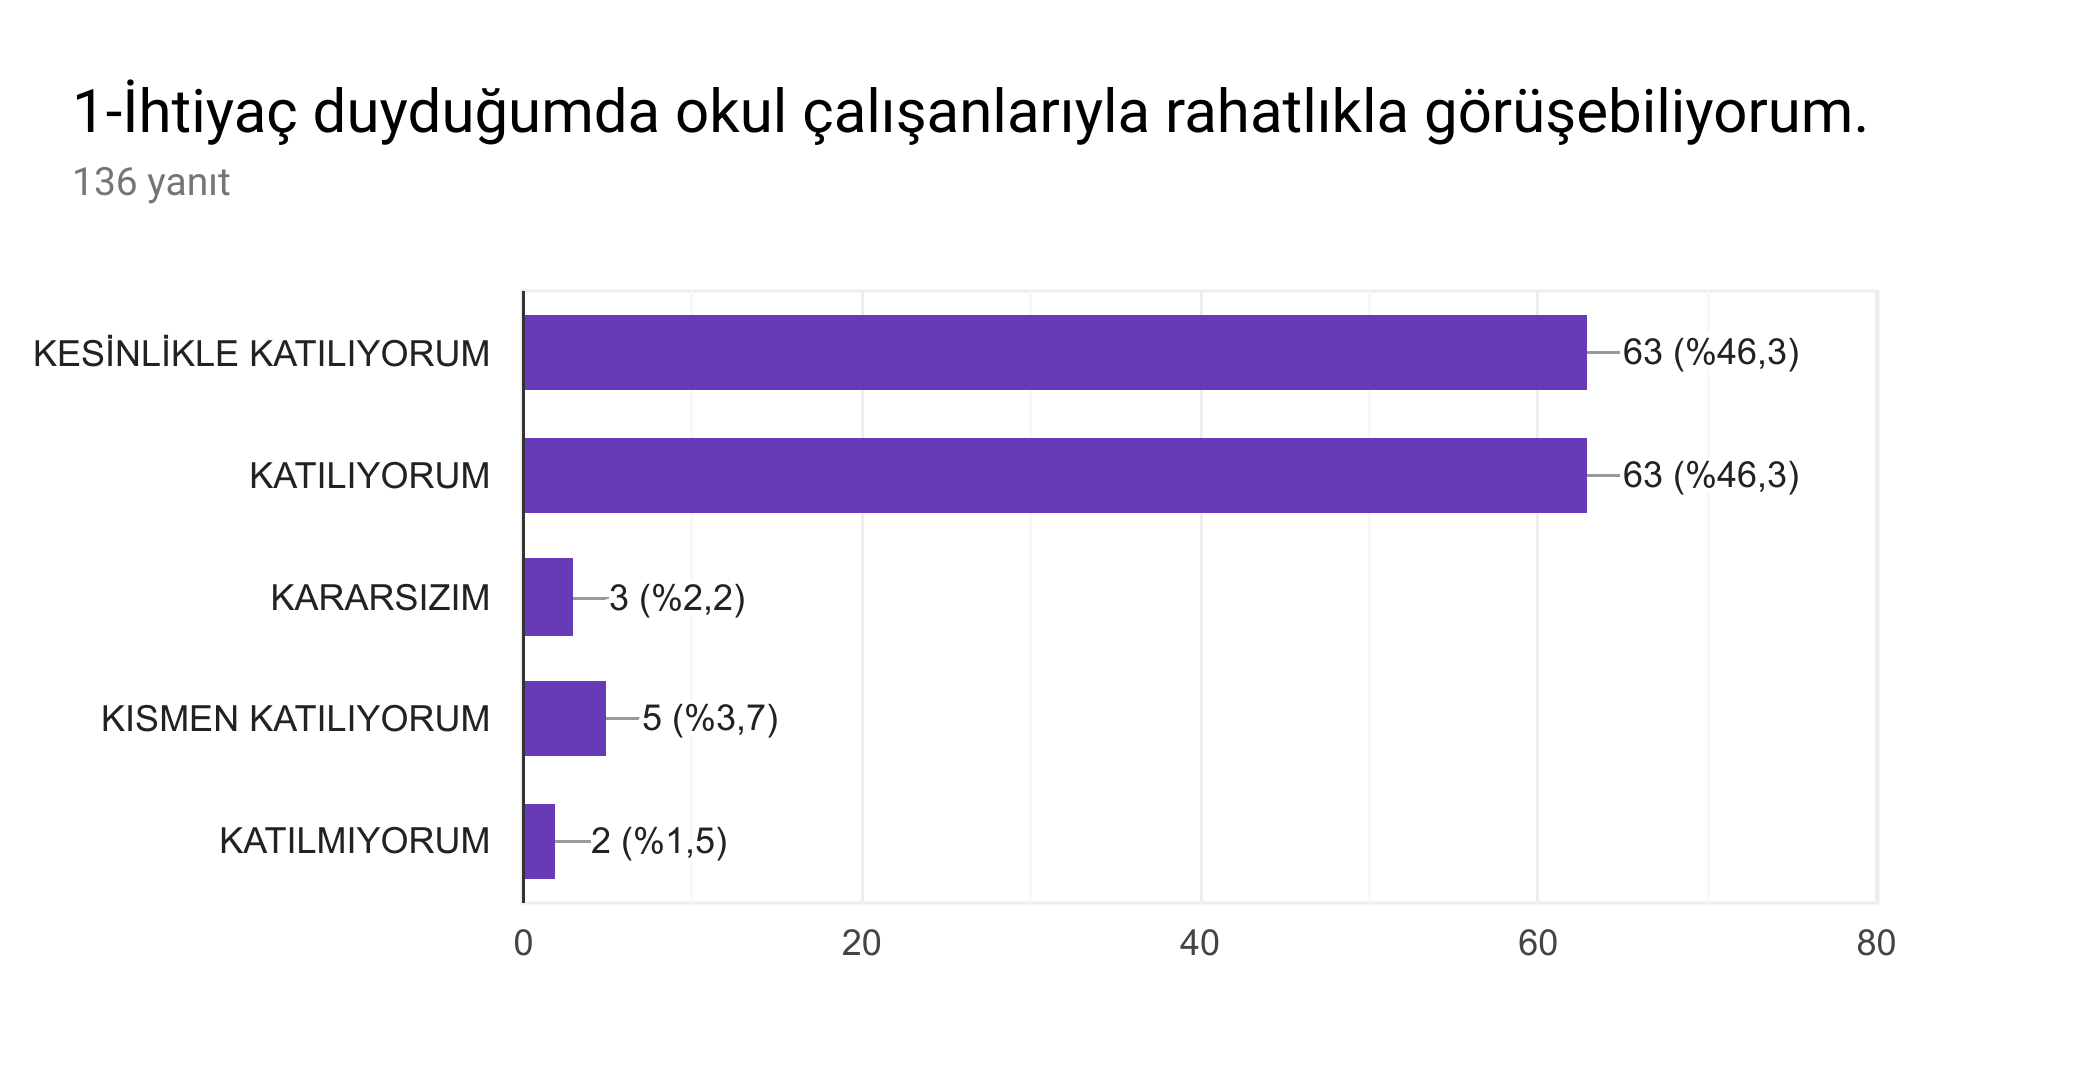 1-İhtiyaç duyduğumda okul çalışanlarıyla rahatlıkla görüşebiliyorum.
136 yanıt
KESİNLİKLE KATILIYORUM 63 (%46,3)
KATILIYORUM 63 (%46,3)
KARARSIZIM 3 (%2,2)
KISMEN KATILIYORUM 5 (%3,7)
KATILMIYORUM 2 (%1,5)
0 20 40 60 80